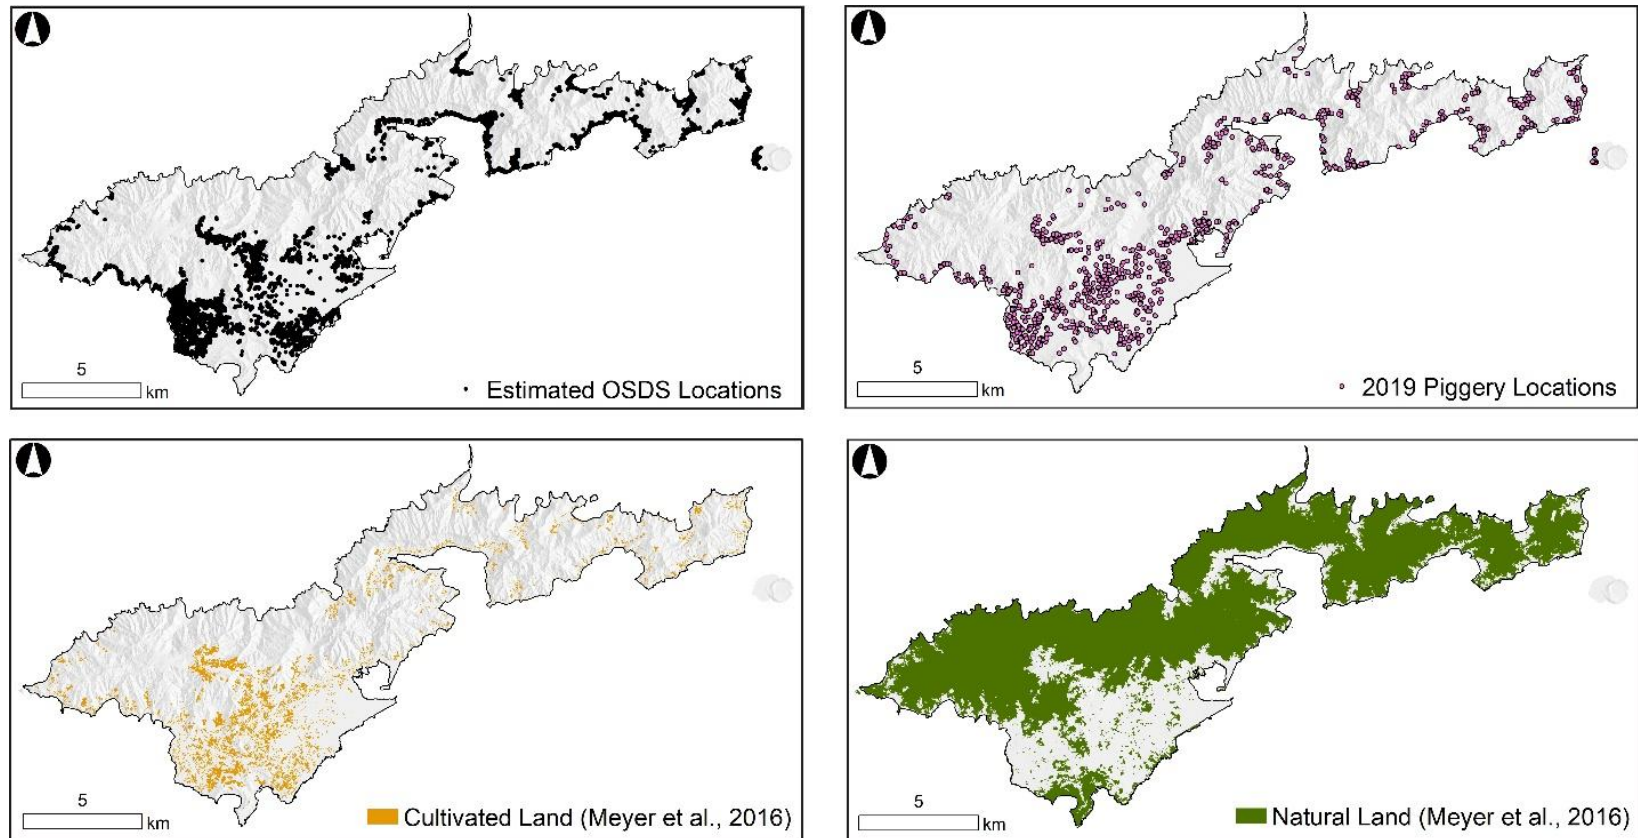 5
km
Estimated OSDS Locations
5
km
2019 Piggery Locations
5
km
Cultivated Land (Meyer et al., 2016)
5
km
Natural Land (Meyer et al., 2016)